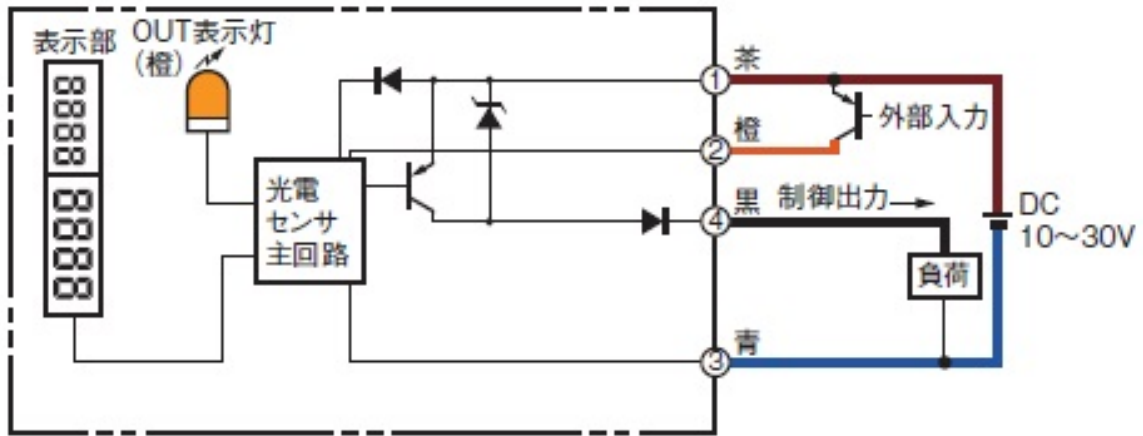 表示部
OUT表示灯
(橙)
8888
8888
光電
センサ
主回路
① 茶
② 橙
外部入力
④ 黒 制御出力
DC
10〜30V
負荷
③ 青